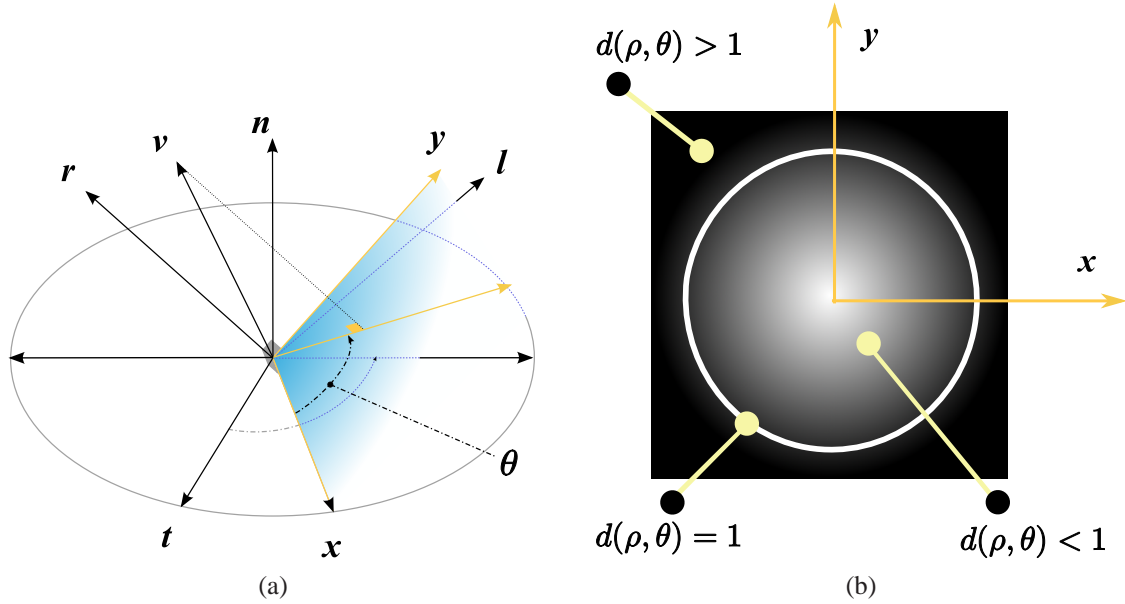 n
v
y
l
r
θ
t
x
(a)
d(ρ, θ) > 1
y
x
d(ρ, θ) = 1
d(ρ, θ) < 1
(b)